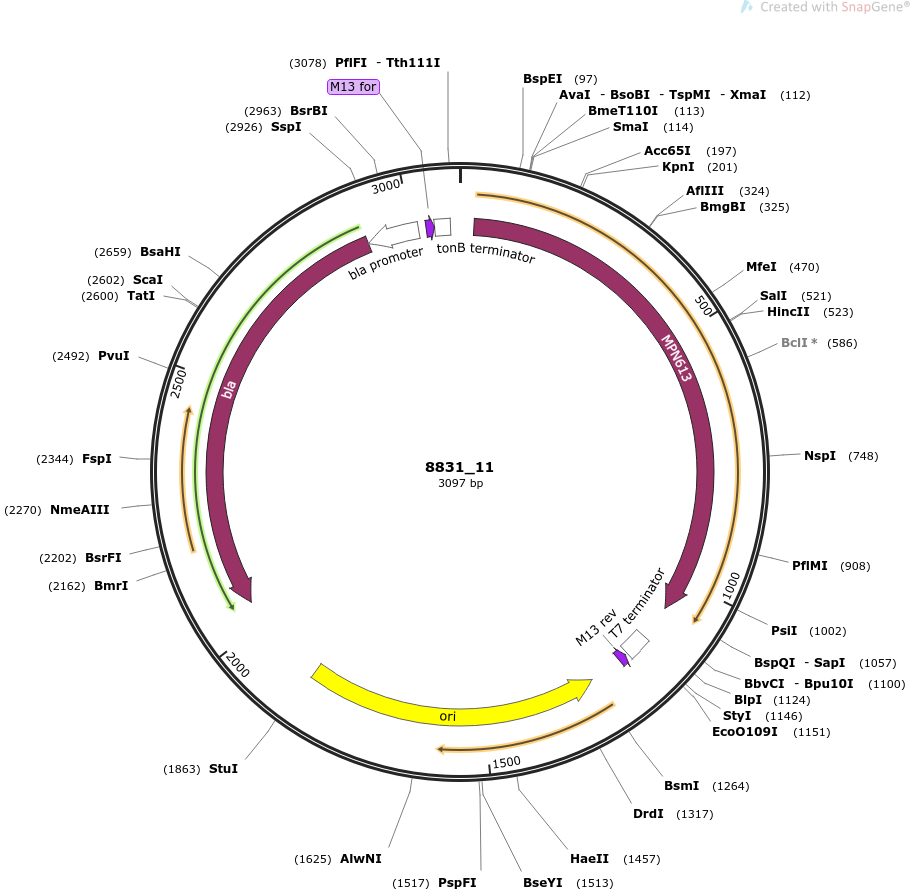 Created with SnapGene®
(3078) PflFI - Tth111I
M13 for
(2963) BsrBI
(2926) SspI
BspEI (97)
AvaI - BsoBI - TspMI - XmaI (112)
BmeT110I (113)
SmaI (114)
Acc65I (197)
KpnI (201)
AflIII (324)
BmgBI (325)
MfeI (470)
SalI (521)
HincII (523)
BclI * (586)
NspI (748)
PflMI (908)
PsiI (1002)
BspQI - SapI (1057)
BbvCI - Bpu10I (1100)
BlpI (1124)
StyI (1146)
EcoO109I (1151)
BsmI (1264)
DrdI (1317)
HaeII (1457)
BseYI (1513)
(1517) PspFI
(1625) AlwNI
(1863) StuI
(2162) BmrI
(2202) BsrFI
(2270) NmeAIII
(2344) FspI
(2492) PvuI
(2600) TatI
(2602) ScaI
(2659) BsaHI
3000
500
1000
1500
2000
2500
bla promoter
tonB terminator
MPN613
bla
T7 terminator
M13 rev
ori
8831_11
3097 bp